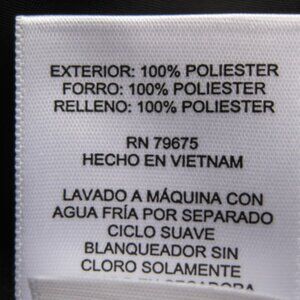 EXTERIOR: 100% POLIESTER
FORRO: 100% POLIESTER
RELLENO: 100% POLIESTER
RN 79675
HECHO EN VIETNAM
LAVADO A MÁQUINA CON
AGUA FRÍA POR SEPARADO
CICLO SUAVE
BLANQUEADOR SIN
CLORO SOLAMENTE